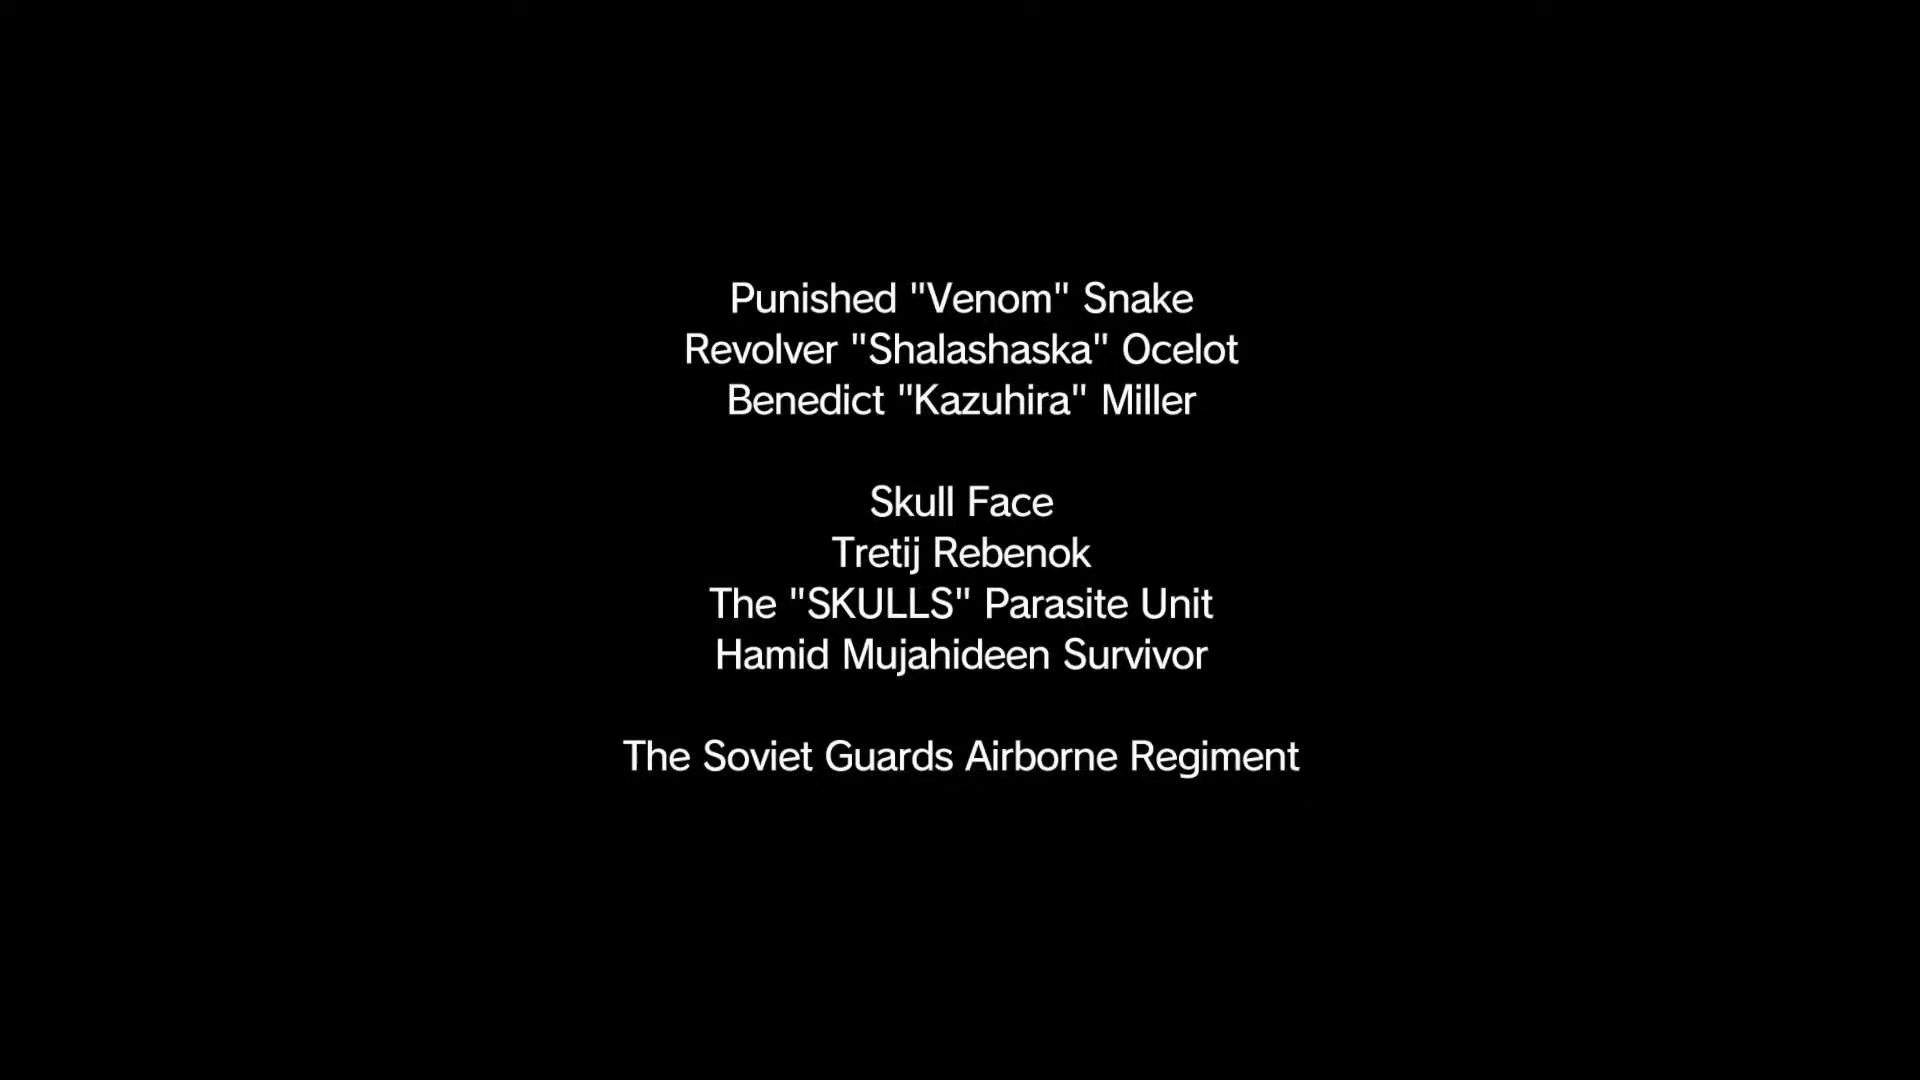 Punished "Venom" Snake
Revolver "Shalashaska" Ocelot
Benedict "Kazuhira" Miller
Skull Face
Tretij Rebenok
The "SKULLS" Parasite Unit
Hamid Mujahideen Survivor
The Soviet Guards Airborne Regiment